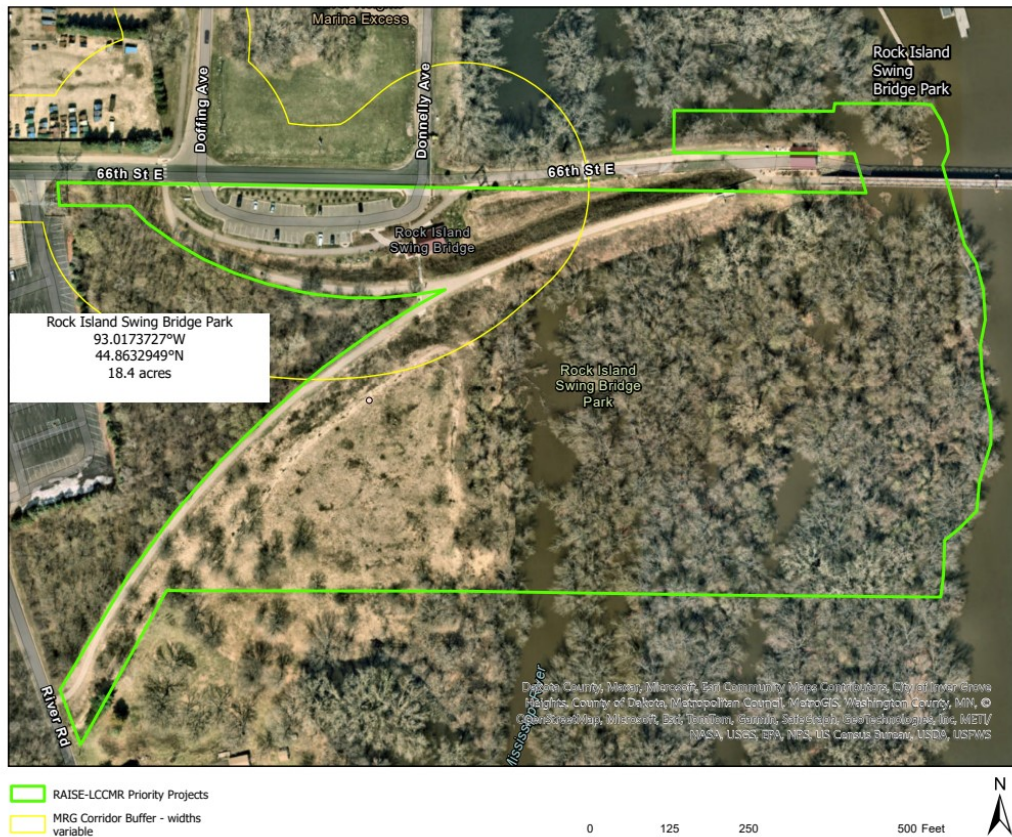 Marina Excess
Rock Island
Swing
Bridge Park
Doffing Ave
Donnelly Ave
66th St E
66th St E
Rock Island
Swing Bridge
Rock Island Swing Bridge Park
93.0173727°W
44.8632949°N
18.4 acres
Rock Island
Swing Bridge
Park
River Rd
Mississippi River
Dakota County, Maxar, Microsoft, Esri Community Maps Contributors, City of Inver Grove
Heights, County of Dakota, Metropolitan Council, MetroGIS, Washington County, MN, ©
OpenStreetMap, Microsoft, Esri, TomTom, Garmin, SafeGraph, GeoTechnologies, Inc, METI/
NASA, USGS, EPA, NPS, US Census Bureau, USDA, USFWS
RAISE-LCCMR Priority Projects
MRG Corridor Buffer - widths
variable
0 125 250 500 Feet
N